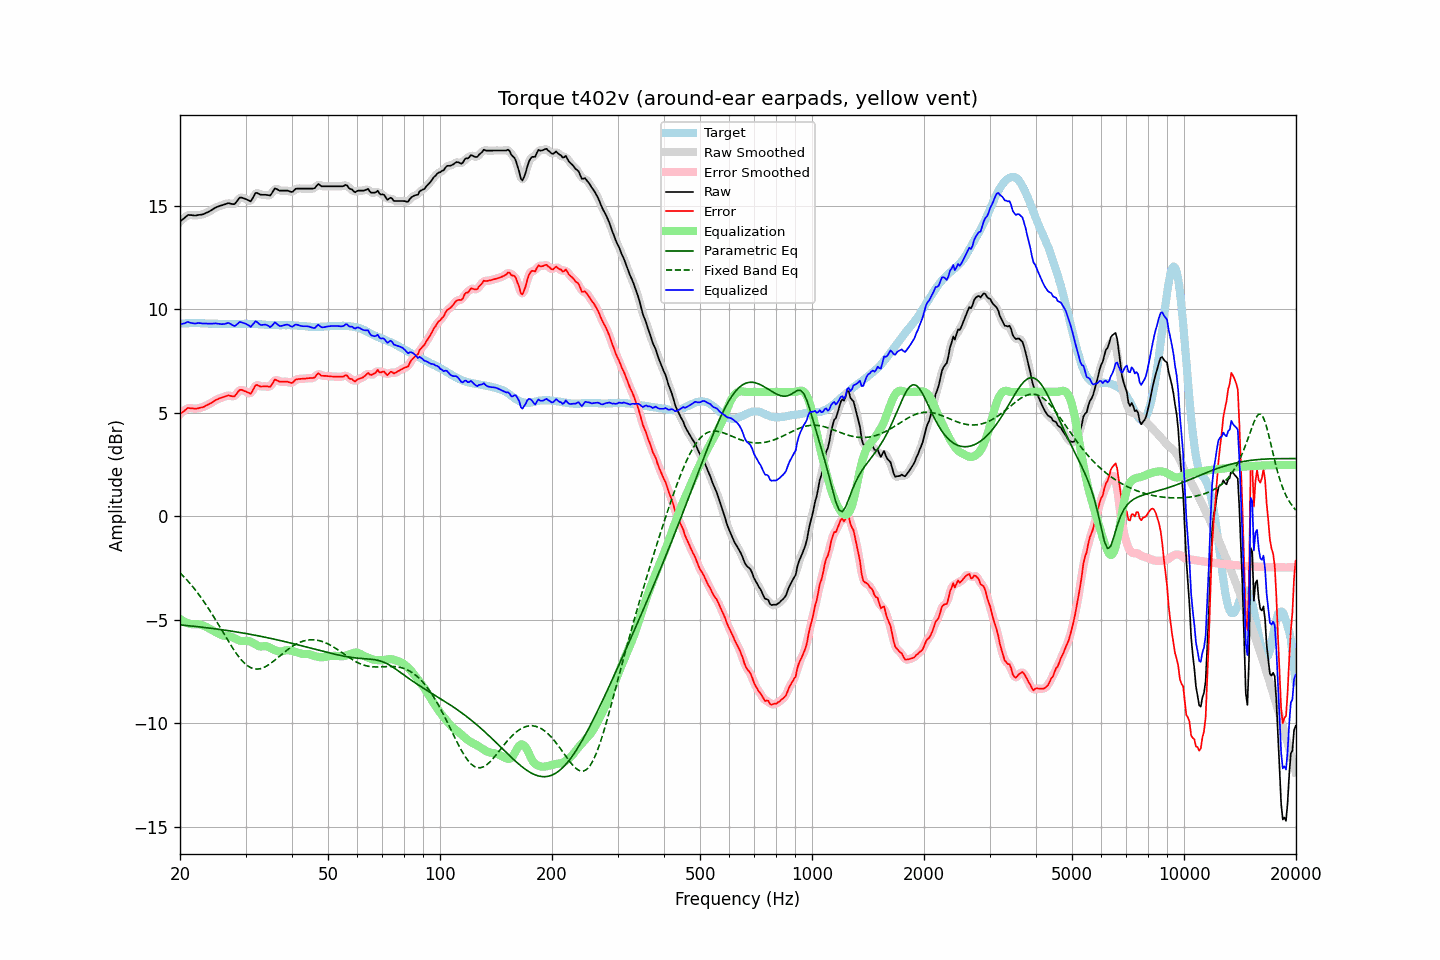 Torque t402v (around-ear earpads, yellow vent)
Target
Raw Smoothed
Error Smoothed
Raw
Error
Equalization
Parametric Eq
Fixed Band Eq
Equalized
Amplitude (dBr)
15
10
5
0
−5
−10
−15
20 50 100 200 500 1000 2000 5000 10000 20000
Frequency (Hz)